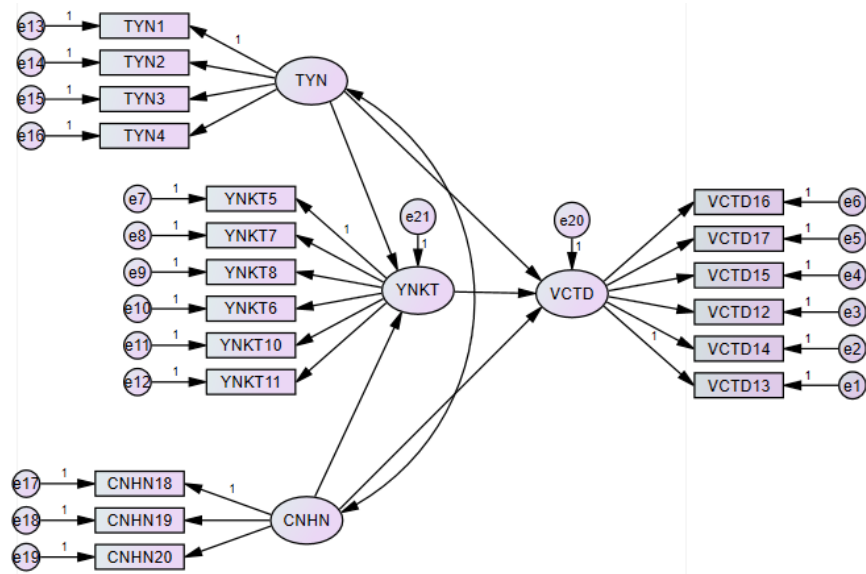 e13 1 TYN1
e14 1 TYN2
1
e15 1 TYN3
TYN
e16 1 TYN4
e7 1 YNKT5
e8 1 YNKT7
1
e9 1 YNKT8
e10 1 YNKT6
e11 1 YNKT10
e12 1 YNKT11
e21
1
YNKT
e20
1
VCTD
VCTD16 1 e6
VCTD17 1 e5
VCTD15 1 e4
VCTD12 1 e3
1
VCTD14 1 e2
VCTD13 1 e1
e17 1 CNHN18
1
e18 1 CNHN19
CNHN
e19 1 CNHN20